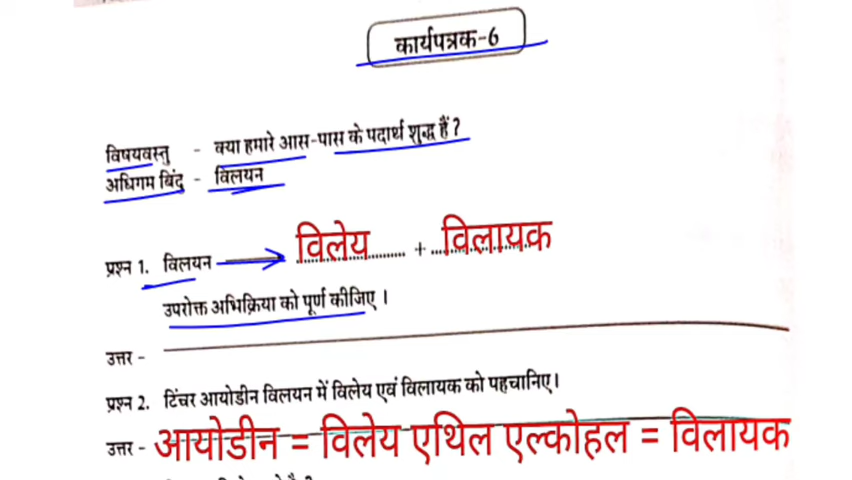 कार्यपत्रक-6
विषयवस्तु - क्या हमारे आस-पास के पदार्थ शुद्ध हैं ?
अधिगम बिंदु - विलयन
प्रश्न 1. विलयन → विलेय + विलायक
उपरोक्त अभिक्रिया को पूर्ण कीजिए ।
उत्तर -
प्रश्न 2. टिंचर आयोडीन विलयन में विलेय एवं विलायक को पहचानिए।
उत्तर - आयोडीन = विलेय एथिल एल्कोहल = विलायक